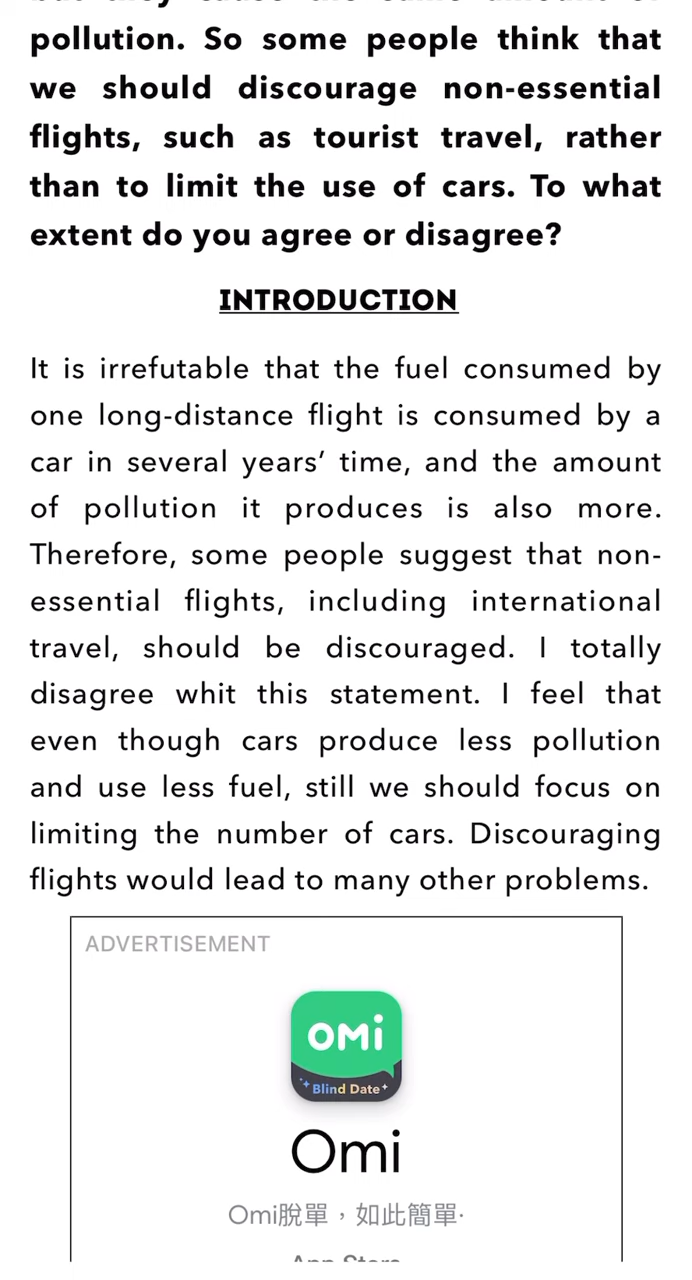 pollution. So some people think that
we should discourage non-essential
flights, such as tourist travel, rather
than to limit the use of cars. To what
extent do you agree or disagree?
INTRODUCTION
It is irrefutable that the fuel consumed by
one long-distance flight is consumed by a
car in several years’ time, and the amount
of pollution it produces is also more.
Therefore, some people suggest that non-
essential flights, including international
travel, should be discouraged. I totally
disagree whit this statement. I feel that
even though cars produce less pollution
and use less fuel, still we should focus on
limiting the number of cars. Discouraging
flights would lead to many other problems.
ADVERTISEMENT
OMi
Blind Date
Omi
Omi脫單，如此簡單·